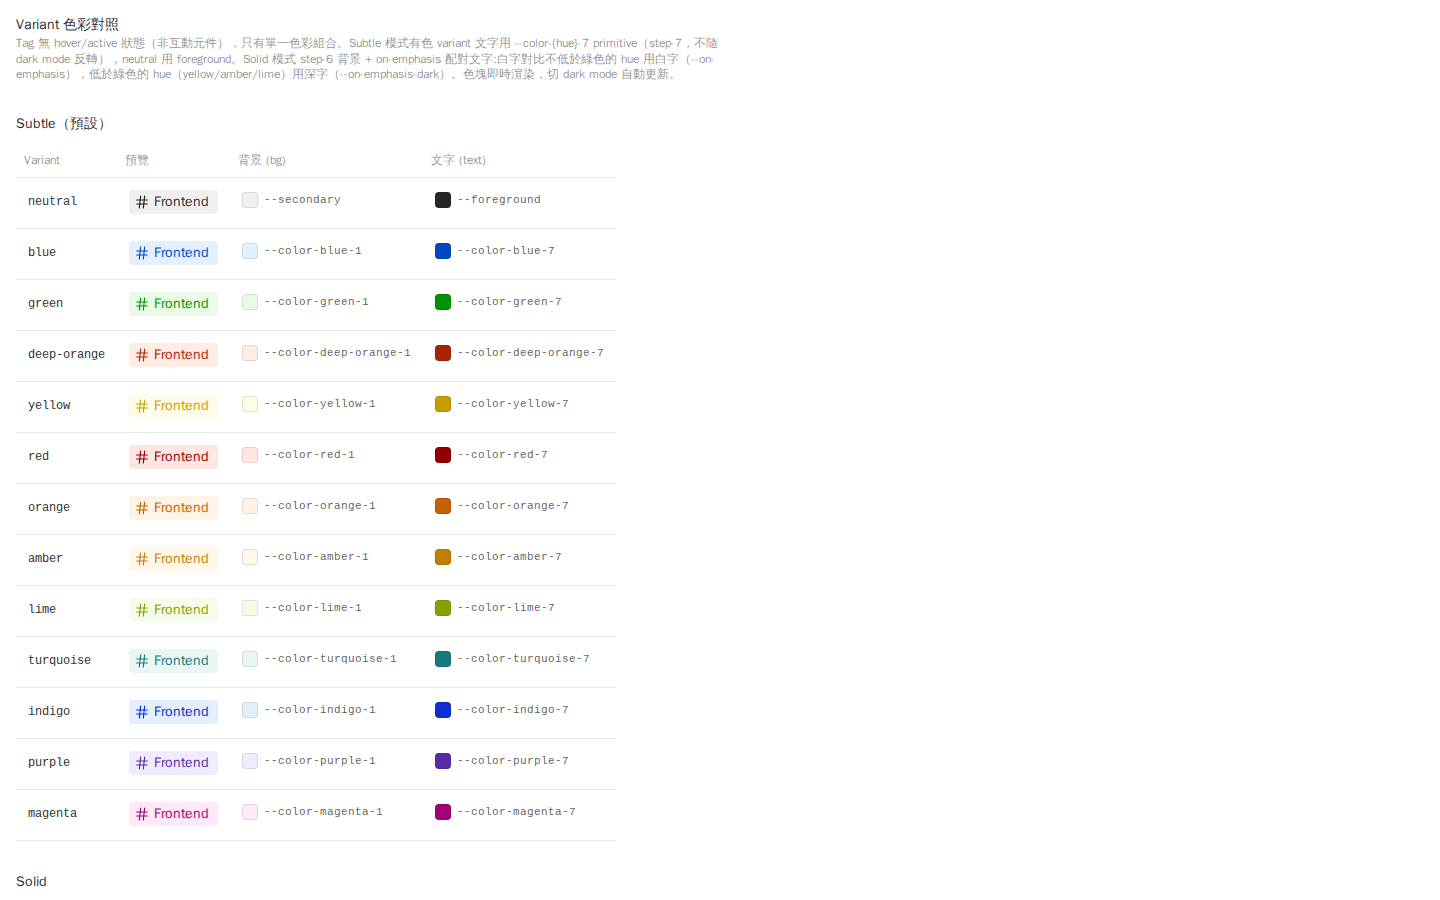 Variant 色彩對照
Tag 無 hover/active 狀態（非互動元件），只有單一色彩組合。Subtle 模式有色 variant 文字用 --color-{hue}-7 primitive（step-7，不隨
dark mode 反轉），neutral 用 foreground。Solid 模式 step-6 背景 + on-emphasis 配對文字:白字對比不低於綠色的 hue 用白字（--on-
emphasis），低於綠色的 hue（yellow/amber/lime）用深字（--on-emphasis-dark）。色塊即時渲染，切 dark mode 自動更新。
Subtle（預設）
Variant 預覽 背景 (bg) 文字 (text)
neutral # Frontend --secondary --foreground
blue # Frontend --color-blue-1 --color-blue-7
green # Frontend --color-green-1 --color-green-7
deep-orange # Frontend --color-deep-orange-1 --color-deep-orange-7
yellow # Frontend --color-yellow-1 --color-yellow-7
red # Frontend --color-red-1 --color-red-7
orange # Frontend --color-orange-1 --color-orange-7
amber # Frontend --color-amber-1 --color-amber-7
lime # Frontend --color-lime-1 --color-lime-7
turquoise # Frontend --color-turquoise-1 --color-turquoise-7
indigo # Frontend --color-indigo-1 --color-indigo-7
purple # Frontend --color-purple-1 --color-purple-7
magenta # Frontend --color-magenta-1 --color-magenta-7
Solid